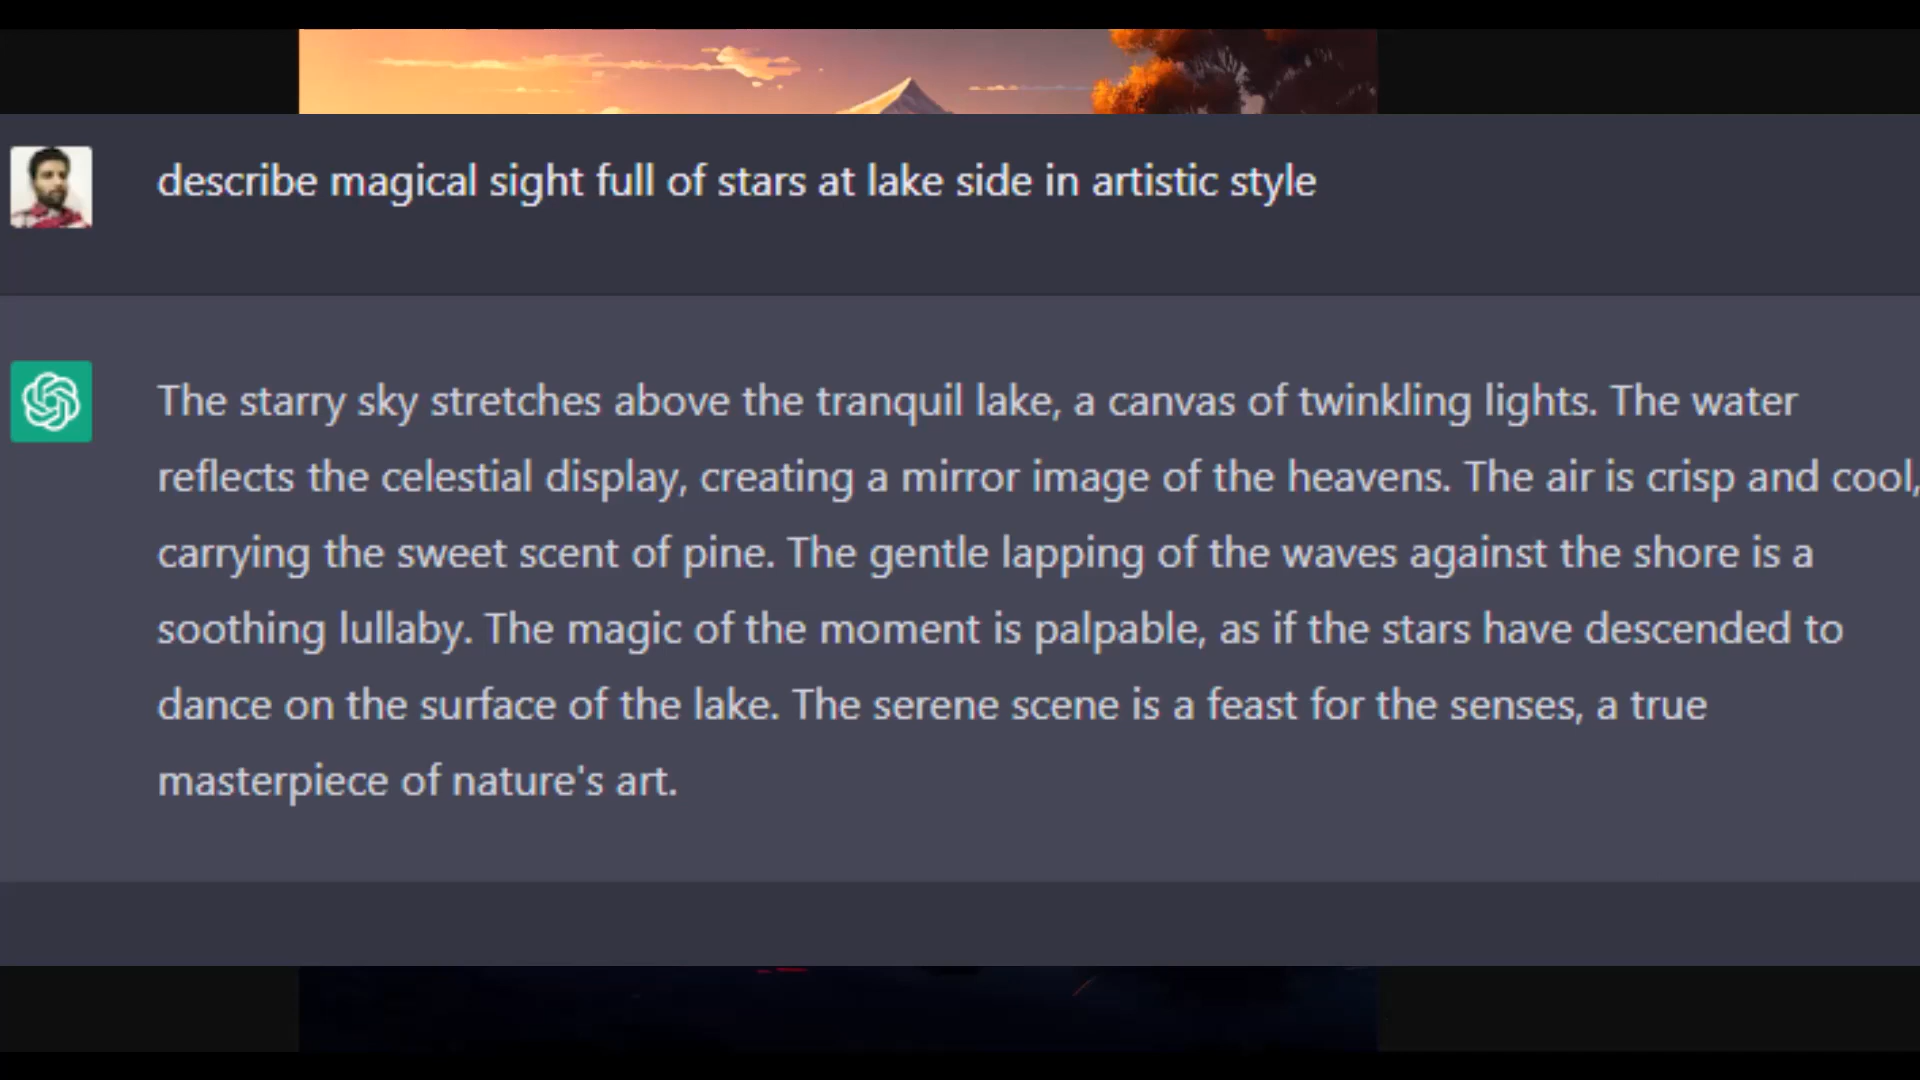 describe magical sight full of stars at lake side in artistic style
The starry sky stretches above the tranquil lake, a canvas of twinkling lights. The water
reflects the celestial display, creating a mirror image of the heavens. The air is crisp and cool,
carrying the sweet scent of pine. The gentle lapping of the waves against the shore is a
soothing lullaby. The magic of the moment is palpable, as if the stars have descended to
dance on the surface of the lake. The serene scene is a feast for the senses, a true
masterpiece of nature's art.